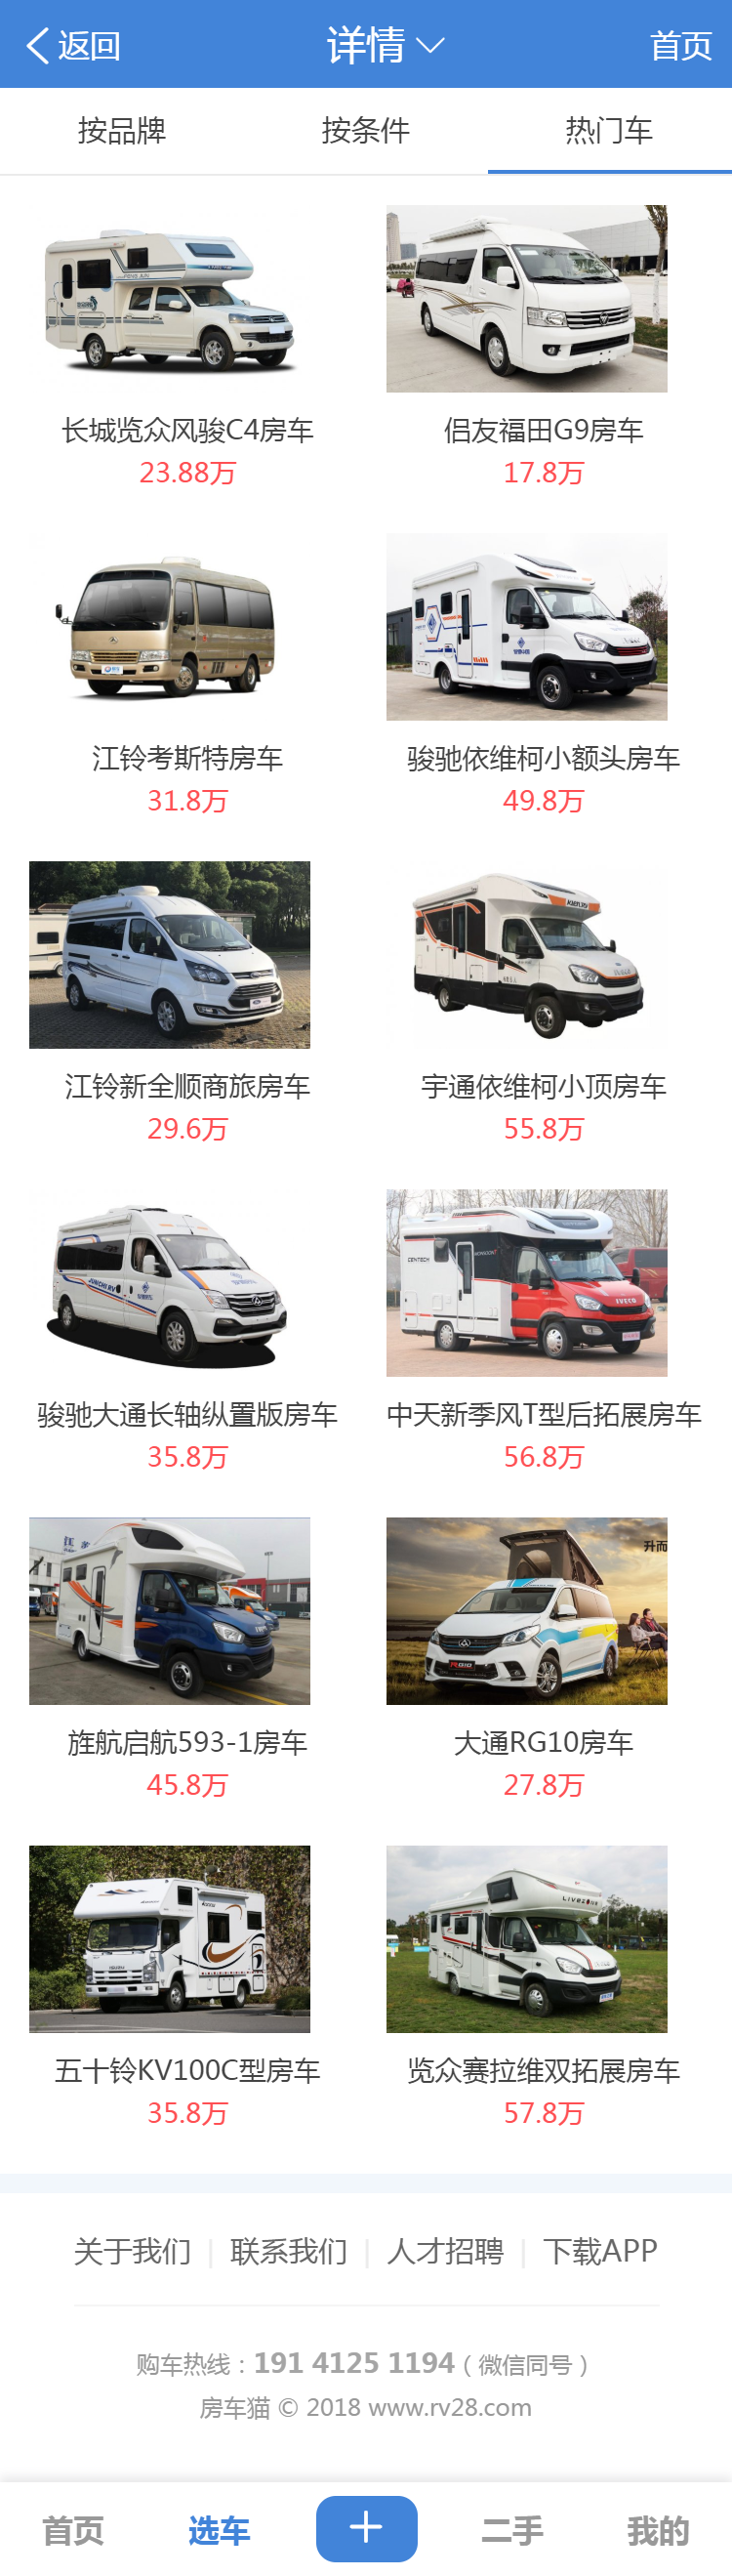 返回 详情 首页
按品牌 按条件 热门车
长城览众风骏C4房车 侣友福田G9房车
23.88万 17.8万
江铃考斯特房车 骏驰依维柯小额头房车
31.8万 49.8万
江铃新全顺商旅房车 宇通依维柯小顶房车
29.6万 55.8万
CENTECH
IVECO
骏驰大通长轴纵置版房车 中天新季风T型后拓展房车
35.8万 56.8万
升而
旌航启航593-1房车 大通RG10房车
45.8万 27.8万
ISUZU
五十铃KV100C型房车 览众赛拉维双拓展房车
35.8万 57.8万
关于我们 | 联系我们 | 人才招聘 | 下载APP
购车热线：191 4125 1194（微信同号）
房车猫 © 2018 www.rv28.com
首页 选车 + 二手 我的